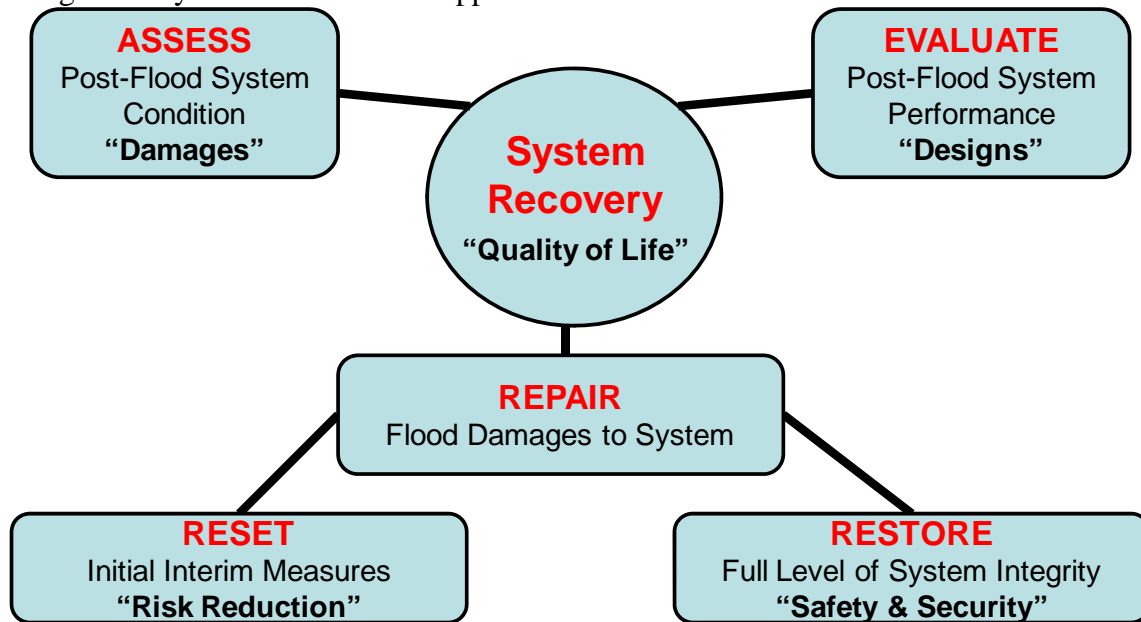 ASSESS
Post-Flood System
Condition
“Damages”
EVALUATE
Post-Flood System
Performance
“Designs”
System
Recovery
“Quality of Life”
REPAIR
Flood Damages to System
RESET
Initial Interim Measures
“Risk Reduction”
RESTORE
Full Level of System Integrity
“Safety & Security”